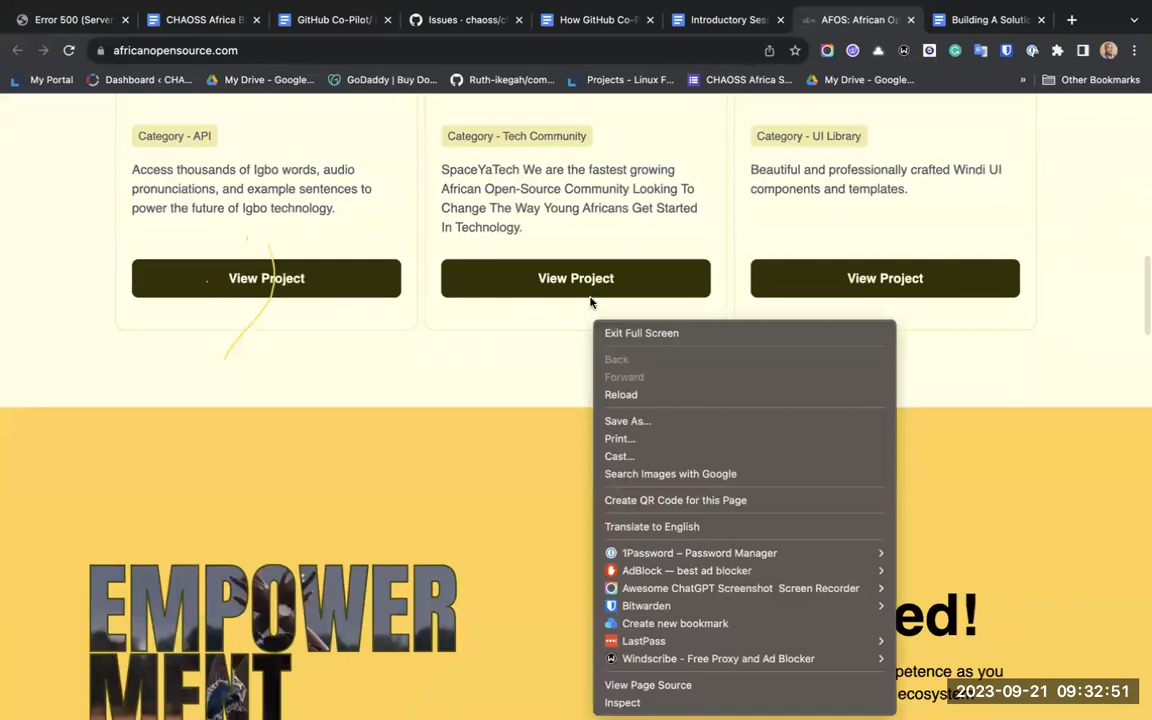 Error 500 (Server
CHAOSS Africa B
GitHub Co-Pilot/
Issues · chaoss/c
How GitHub Co-P
Introductory Ses
AFOS: African Op
Building A Soluti
africanopensource.com
My Portal
Dashboard ‹ CHA...
My Drive - Google...
GoDaddy | Buy Do...
Ruth-ikegah/com...
Projects - Linux F...
CHAOSS Africa S...
My Drive - Google...
»
Other Bookmarks
Category - API
Category - Tech Community
Category - UI Library
Access thousands of Igbo words, audio
pronunciations, and example sentences to
power the future of Igbo technology.
SpaceYaTech We are the fastest growing
African Open-Source Community Looking To
Change The Way Young Africans Get Started
In Technology.
Beautiful and professionally crafted Windi UI
components and templates.
View Project
View Project
View Project
Exit Full Screen
Back
Forward
Reload
Save As...
Print...
Cast...
Search Images with Google
Create QR Code for this Page
Translate to English
1Password – Password Manager
AdBlock — best ad blocker
Awesome ChatGPT Screenshot Screen Recorder
Bitwarden
Create new bookmark
LastPass
Windscribe - Free Proxy and Ad Blocker
View Page Source
Inspect
EMPOWER
MENT
ed!
petence as you
ecosystem
2023-09-21 09:32:51